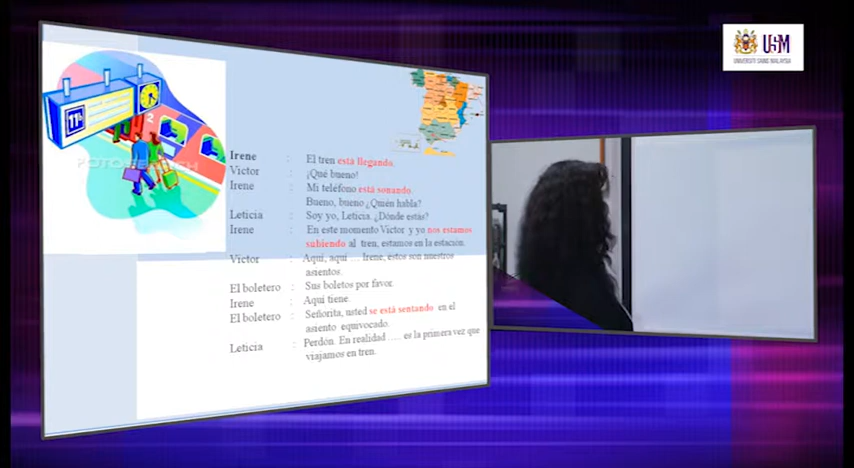 USM
UNIVERSITI SAINS MALAYSIA
11
2
Irene : El tren está llegando.
Victor : ¡Qué bueno!
Irene : Mi teléfono está sonando.
Bueno, bueno ¿Quién habla?
Leticia : Soy yo, Leticia. ¿Dónde estás?
Irene : En este momento Victor y yo nos estamos
subiendo al tren, estamos en la estación.
Victor : Aquí, aquí .... Irene, estos son nuestros
asientos.
El boletero : Sus boletos por favor.
Irene : Aquí tiene.
El boletero : Señorita, usted se está sentando en el
asiento equivocado.
Leticia : Perdón. En realidad ..... es la primera vez que
viajamos en tren.